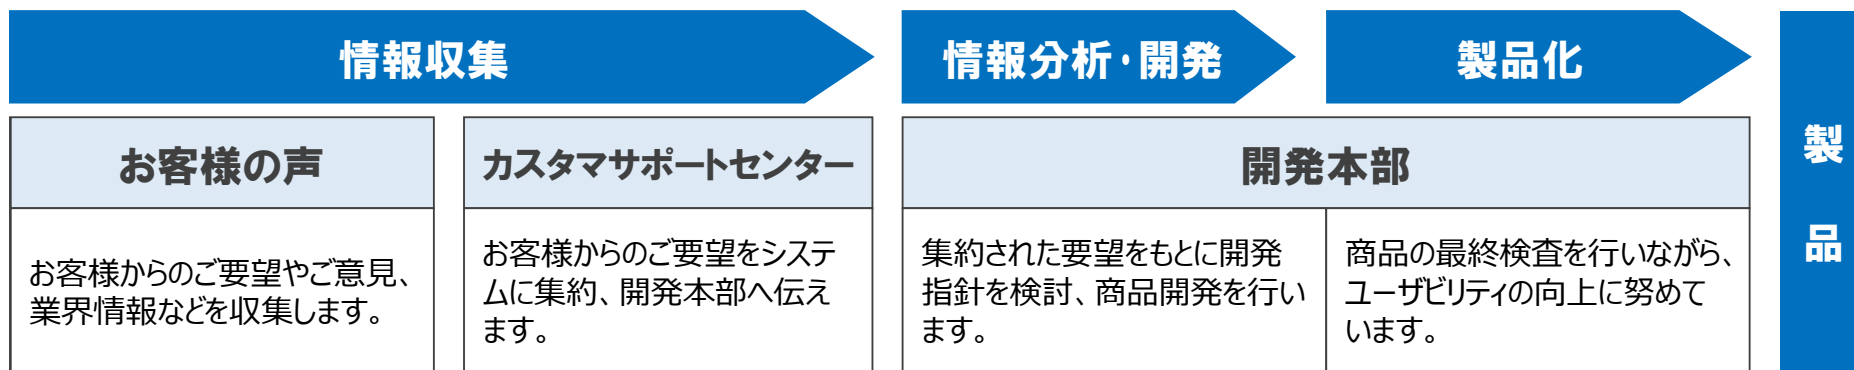 情報収集
情報分析・開発
製品化
お客様の声
カスタマサポートセンター
開発本部
お客様からのご要望やご意見、
業界情報などを収集します。
お客様からのご要望をシステ
ムに集約、開発本部へ伝え
ます。
集約された要望をもとに開発
指針を検討、商品開発を行い
ます。
商品の最終検査を行いながら、
ユーザビリティの向上に努めて
います。
製品